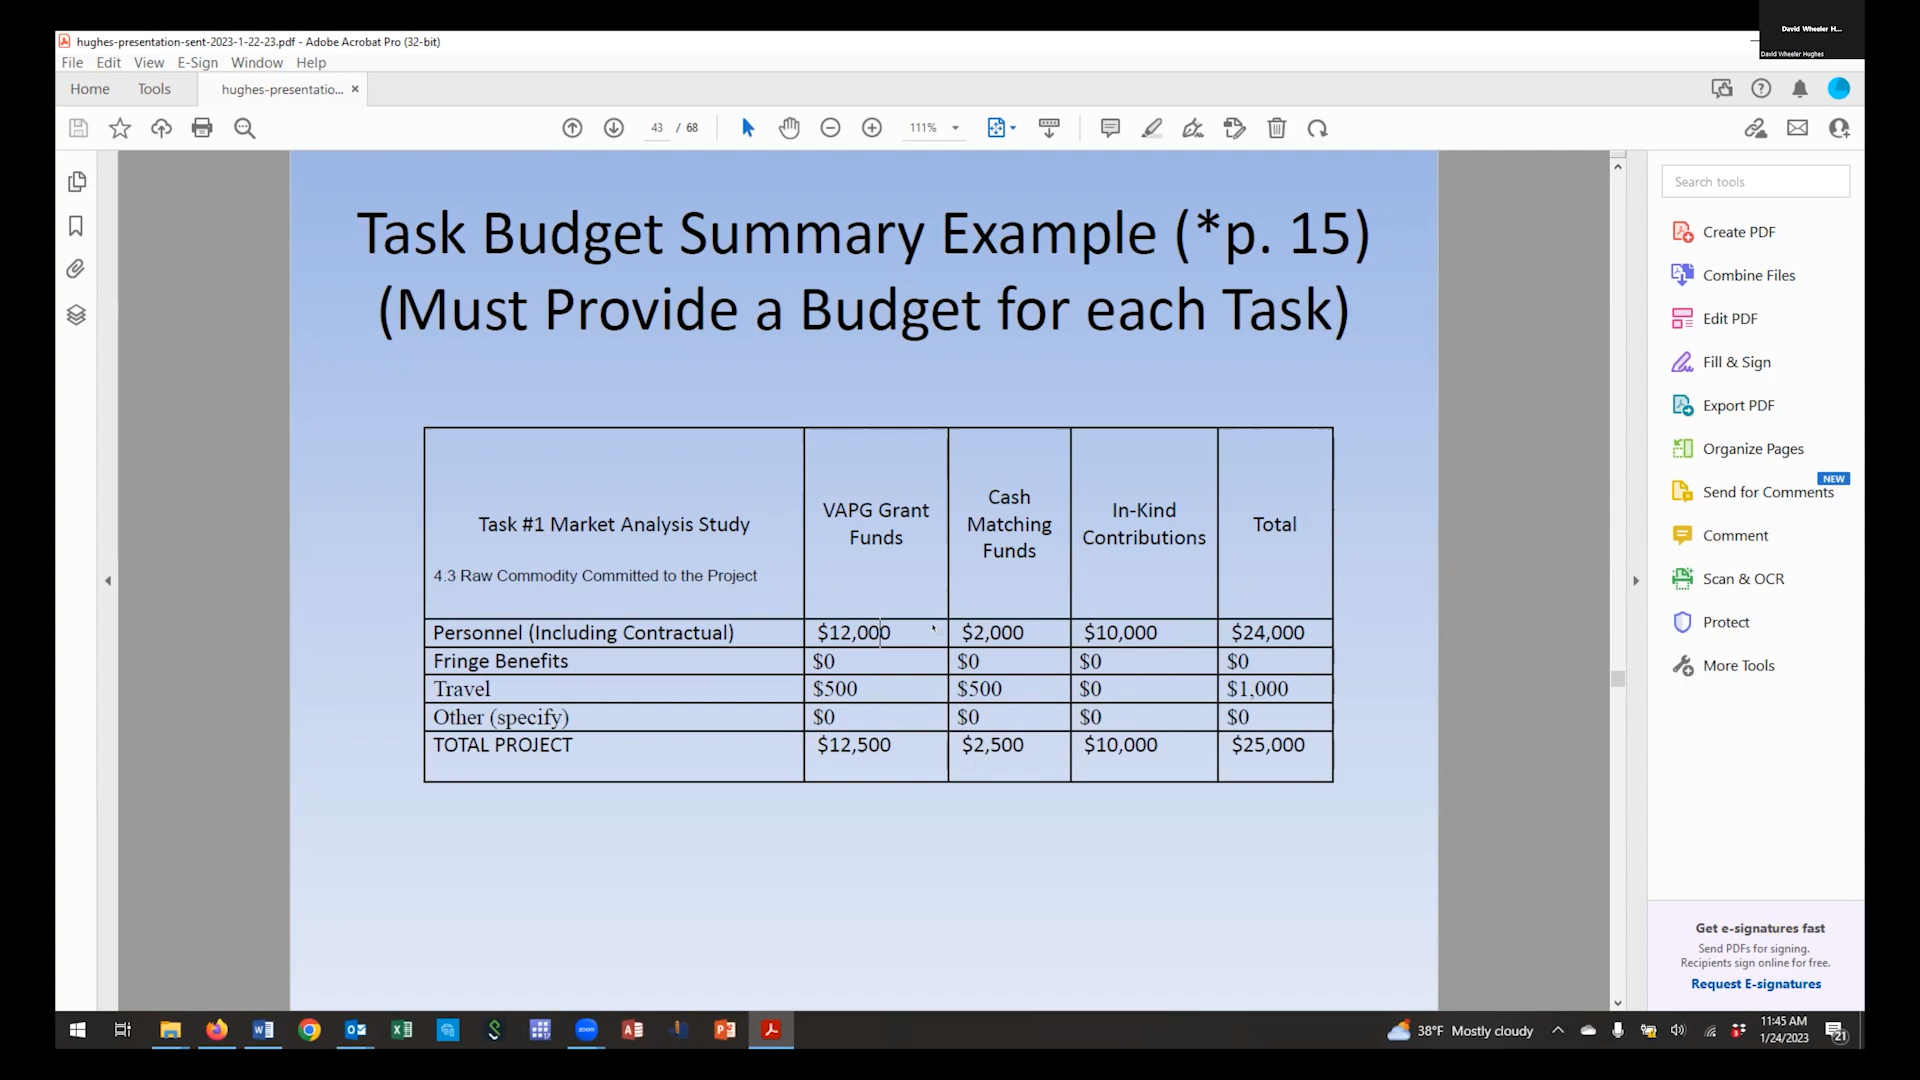 David Wheeler H...
David Wheeler Hughes
hughes-presentation-sent-2023-1-22-23.pdf - Adobe Acrobat Pro (32-bit)
File Edit View E-Sign Window Help
Home Tools hughes-presentatio... ×
43 / 68 111%
Search tools
Create PDF
Combine Files
Edit PDF
Fill & Sign
Export PDF
Organize Pages
NEW
Send for Comments
Comment
Scan & OCR
Protect
More Tools
Task Budget Summary Example (*p. 15)
(Must Provide a Budget for each Task)
Task #1 Market Analysis Study
4.3 Raw Commodity Committed to the Project
VAPG Grant
Funds
Cash
Matching
Funds
In-Kind
Contributions
Total
Personnel (Including Contractual) $12,000 $2,000 $10,000 $24,000
Fringe Benefits $0 $0 $0 $0
Travel $500 $500 $0 $1,000
Other (specify) $0 $0 $0 $0
TOTAL PROJECT $12,500 $2,500 $10,000 $25,000
Get e-signatures fast
Send PDFs for signing.
Recipients sign online for free.
Request E-signatures
zoom
38°F Mostly cloudy
11:45 AM
1/24/2023
21